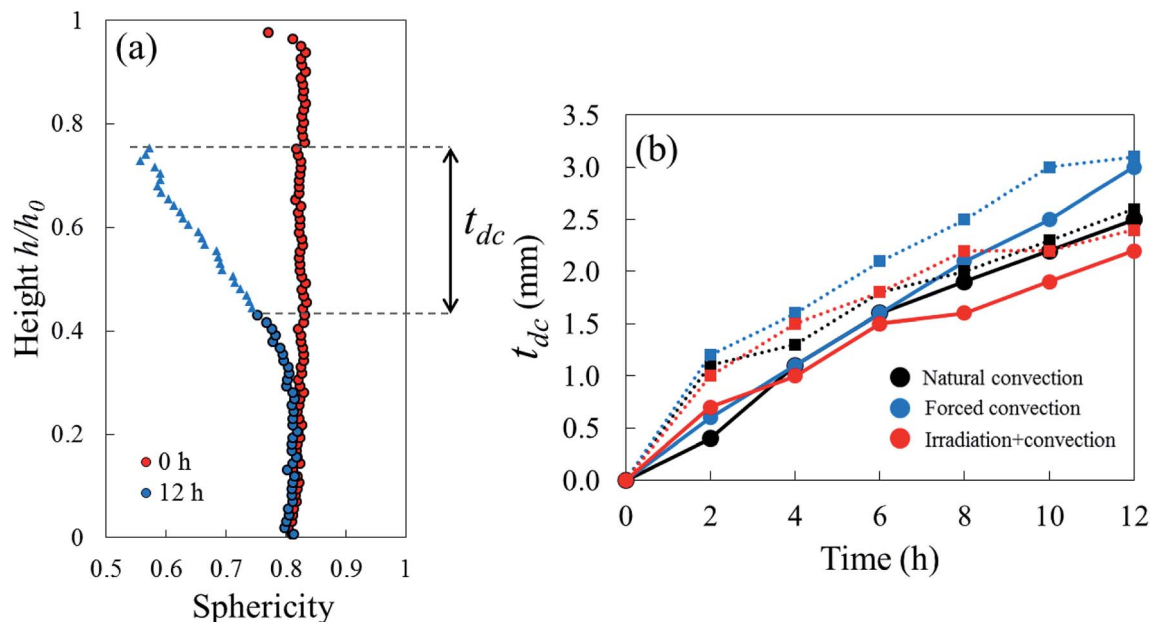 (a)
Height h/h0
1
0.8
0.6
0.4
0.2
0
0.5 0.6 0.7 0.8 0.9 1
Sphericity
0 h
12 h
tdc
(b)
tdc (mm)
3.5
3.0
2.5
2.0
1.5
1.0
0.5
0.0
0 2 4 6 8 10 12
Time (h)
Natural convection
Forced convection
Irradiation+convection